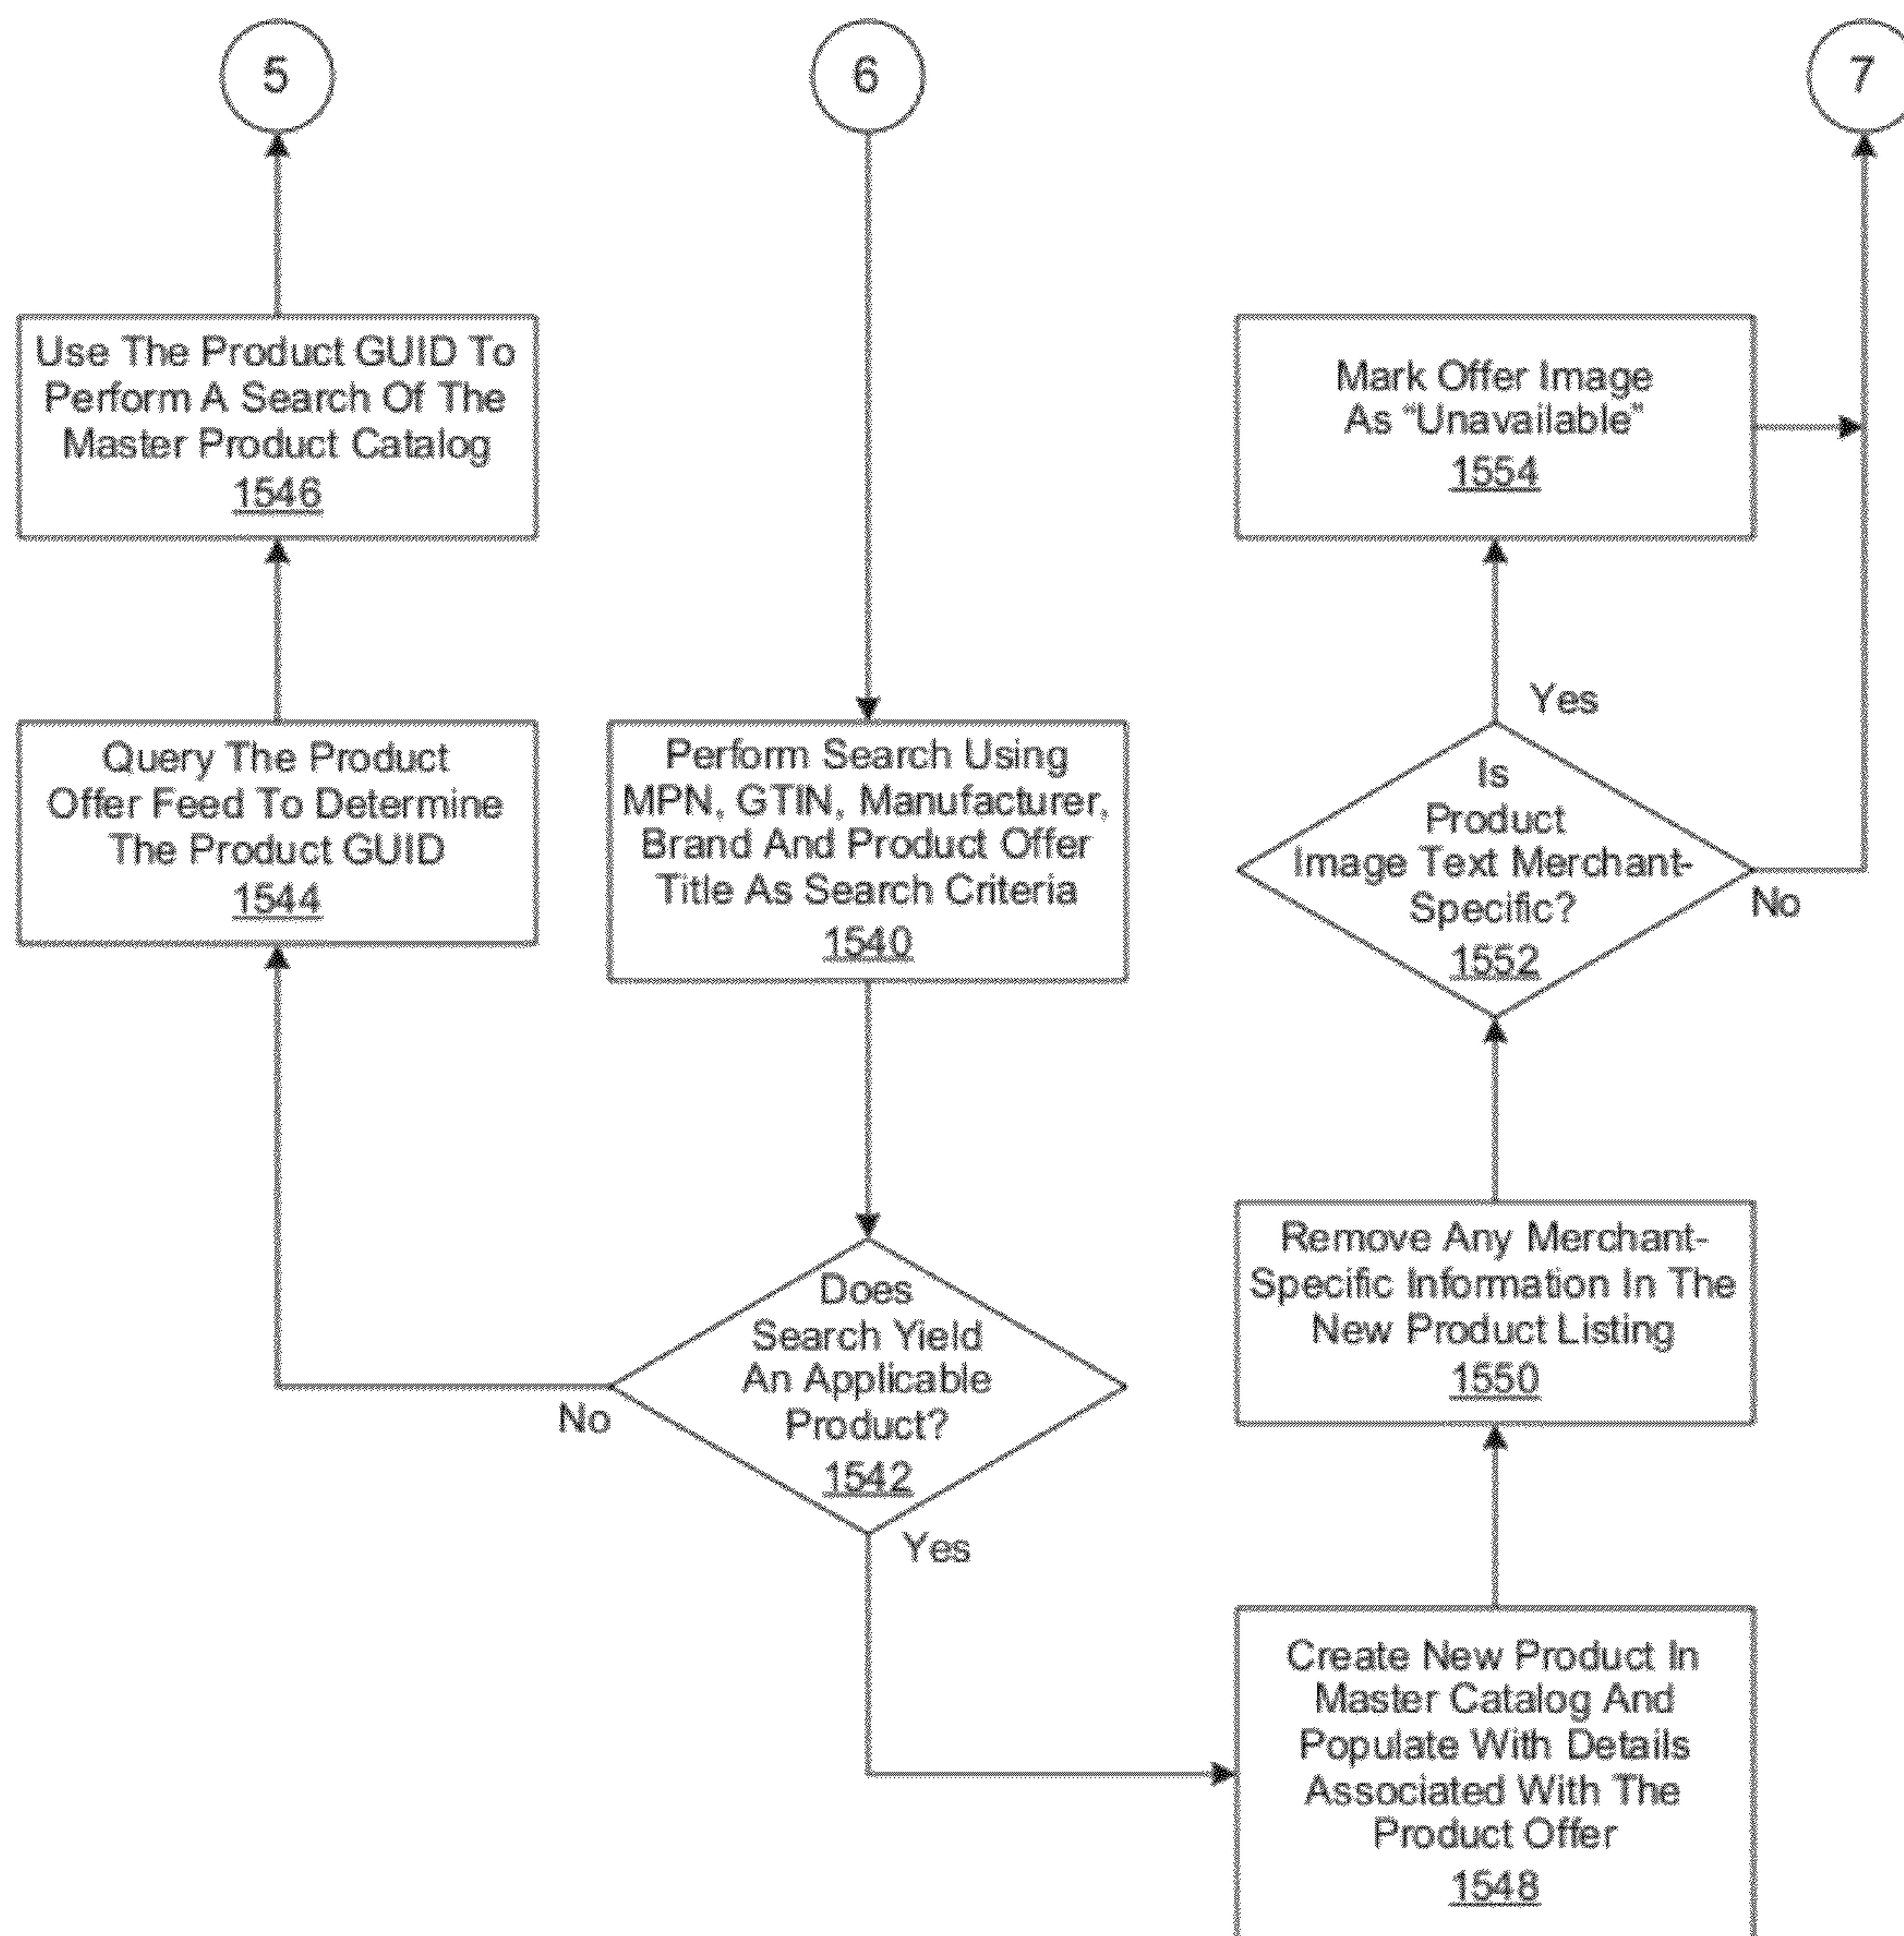 5
6
7
Use The Product GUID To
Perform A Search Of The
Master Product Catalog
1546
Mark Offer Image
As “Unavailable”
1554
Query The Product
Offer Feed To Determine
The Product GUID
1544
Perform Search Using
MPN, GTIN, Manufacturer,
Brand And Product Offer
Title As Search Criteria
1540
Yes
Is
Product
Image Text Merchant-
Specific?
1552
No
Does
Search Yield
An Applicable
Product?
1542
No
Yes
Remove Any Merchant-
Specific Information In The
New Product Listing
1550
Create New Product In
Master Catalog And
Populate With Details
Associated With The
Product Offer
1548